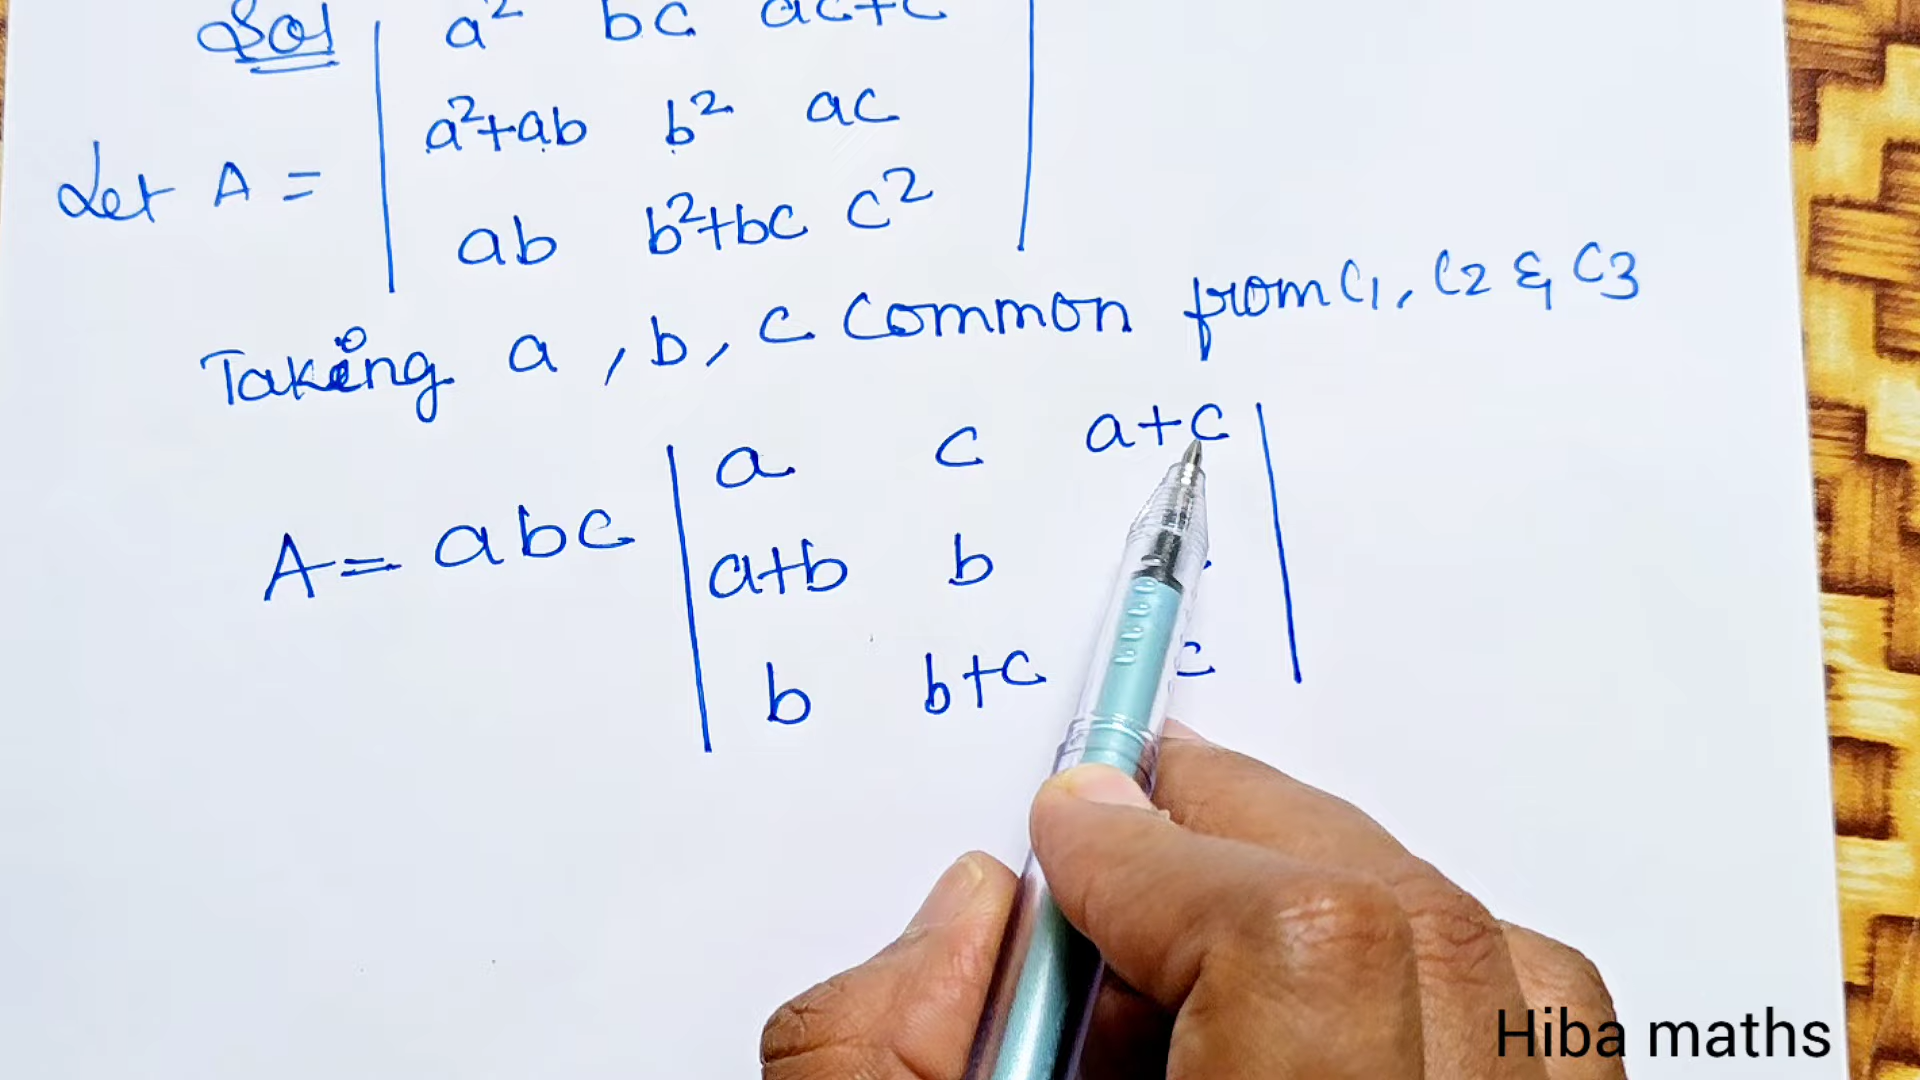 Sol a² bc ac+c
a²+ab b² ac
Let A =
ab b²+bc c²
Taking a, b, c common from C1, C2 & C3
a c a+c
A = abc
a+b b
b b+c c
Hiba maths